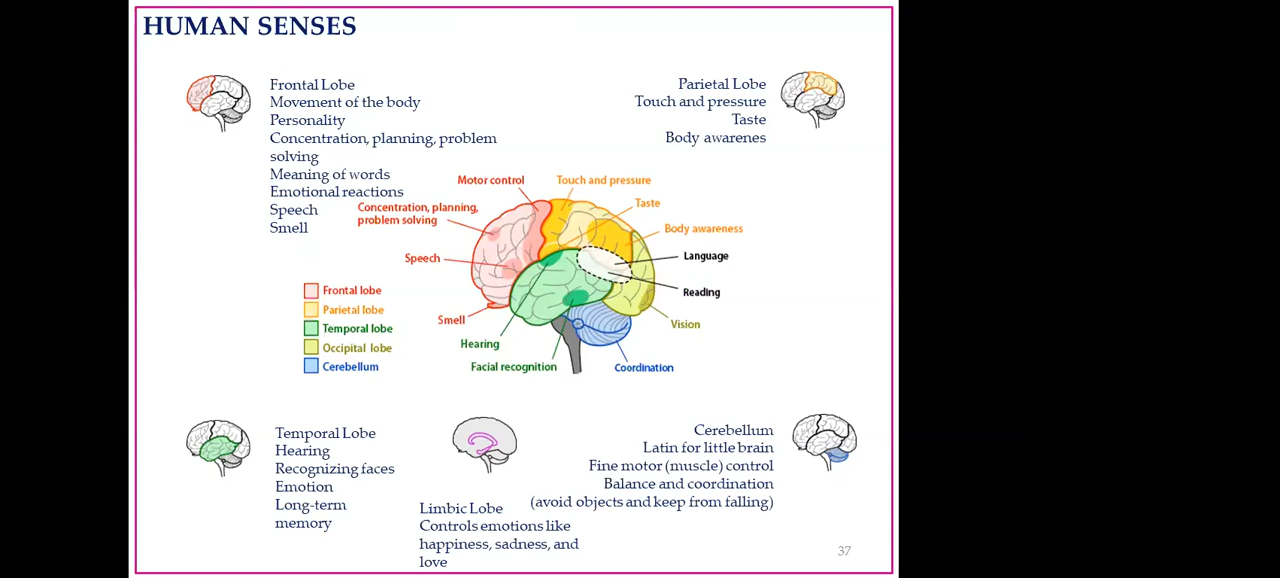 HUMAN SENSES
Frontal Lobe
Movement of the body
Personality
Concentration, planning, problem
solving
Meaning of words
Emotional reactions
Speech
Smell
Parietal Lobe
Touch and pressure
Taste
Body awarenes
Motor control
Touch and pressure
Concentration, planning,
problem solving
Taste
Body awareness
Speech
Language
Reading
Smell
Vision
Hearing
Facial recognition
Coordination
Frontal lobe
Parietal lobe
Temporal lobe
Occipital lobe
Cerebellum
Temporal Lobe
Hearing
Recognizing faces
Emotion
Long-term
memory
Limbic Lobe
Controls emotions like
happiness, sadness, and
love
Cerebellum
Latin for little brain
Fine motor (muscle) control
Balance and coordination
(avoid objects and keep from falling)
37